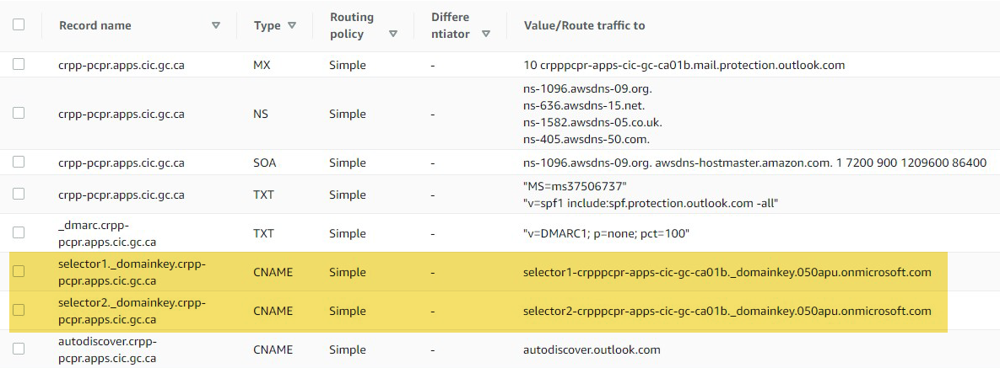 Record name
Type
Routing
policy
Differe
ntiator
Value/Route traffic to
crpp-pcpr.apps.cic.gc.ca
MX
Simple
-
10 crpppcpr-apps-cic-gc-ca01b.mail.protection.outlook.com
crpp-pcpr.apps.cic.gc.ca
NS
Simple
-
ns-1096.awsdns-09.org.
ns-636.awsdns-15.net.
ns-1582.awsdns-05.co.uk.
ns-405.awsdns-50.com.
crpp-pcpr.apps.cic.gc.ca
SOA
Simple
-
ns-1096.awsdns-09.org. awsdns-hostmaster.amazon.com. 1 7200 900 1209600 86400
crpp-pcpr.apps.cic.gc.ca
TXT
Simple
-
"MS=ms37506737"
"v=spf1 include:spf.protection.outlook.com -all"
_dmarc.crpp-
pcpr.apps.cic.gc.ca
TXT
Simple
-
"v=DMARC1; p=none; pct=100"
selector1._domainkey.crpp-
pcpr.apps.cic.gc.ca
CNAME
Simple
-
selector1-crpppcpr-apps-cic-gc-ca01b._domainkey.050apu.onmicrosoft.com
selector2._domainkey.crpp-
pcpr.apps.cic.gc.ca
CNAME
Simple
-
selector2-crpppcpr-apps-cic-gc-ca01b._domainkey.050apu.onmicrosoft.com
autodiscover.crpp-
pcpr.apps.cic.gc.ca
CNAME
Simple
-
autodiscover.outlook.com